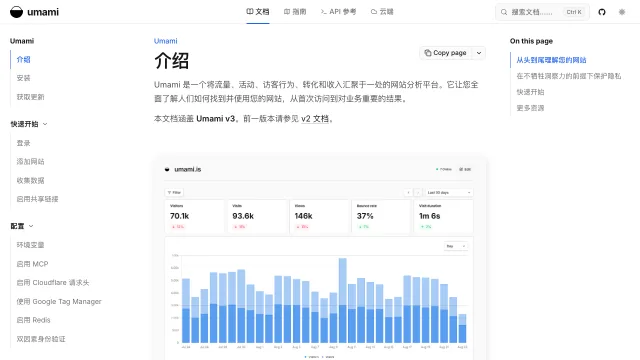 umami
文档
指南
API 参考
云端
搜索文档......
Ctrl K
Umami
介绍
安装
获取更新
快速开始
登录
添加网站
收集数据
启用共享链接
配置
环境变量
启用 MCP
启用 Cloudflare 请求头
使用 Google Tag Manager
启用 Redis
双因素身份验证
Umami
介绍
Copy page
Umami 是一个将流量、活动、访客行为、转化和收入汇聚于一处的网站分析平台。它让您全
面了解人们如何找到并使用您的网站，从首次访问到对业务重要的结果。
本文档涵盖 Umami v3。前一版本请参见 v2 文档。
umami.is
Edit
Filter
Last 30 days
Visitors
70.1k
Visits
93.6k
Views
146k
Bounce rate
37%
Visit duration
1m 6s
Day
On this page
从头到尾理解您的网站
在不牺牲洞察力的前提下保护隐私
快速开始
更多资源